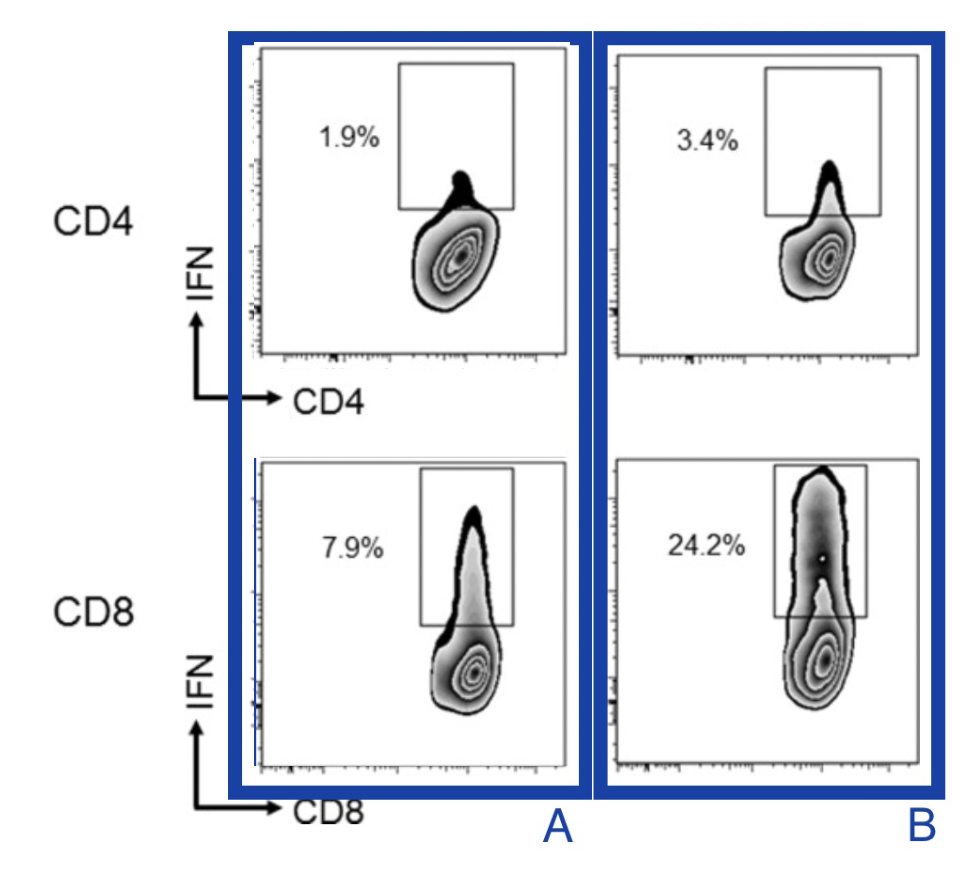 1.9%
3.4%
CD4
IFN
CD4
7.9%
24.2%
CD8
IFN
CD8
A
B